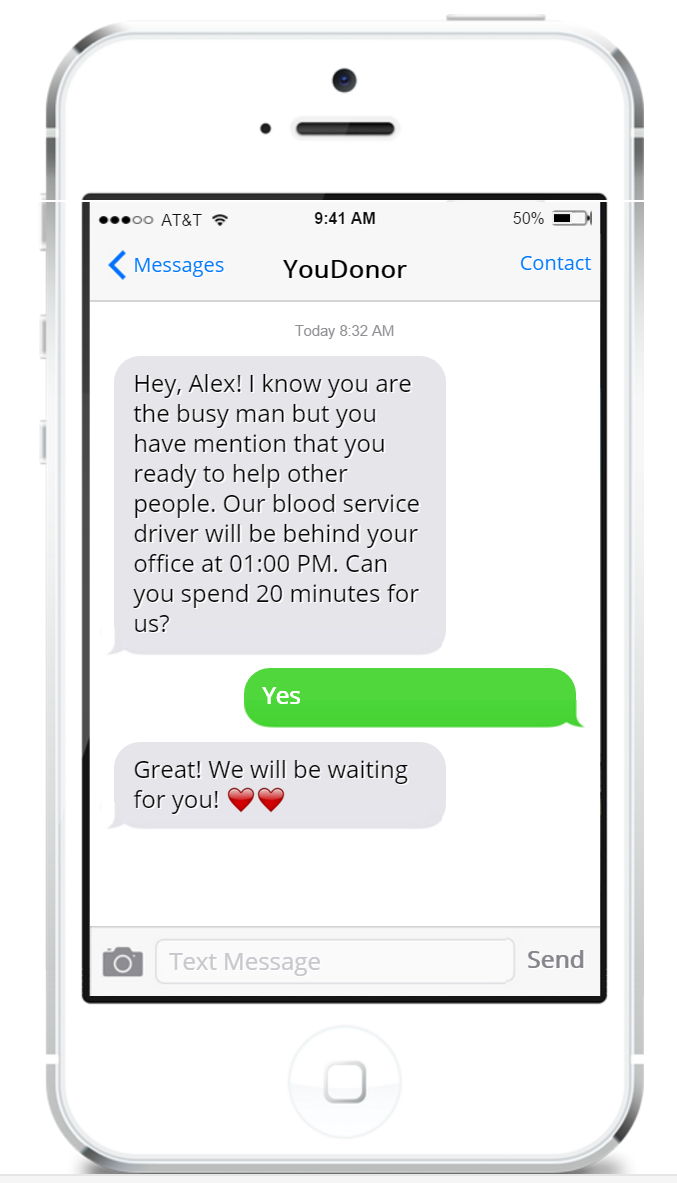 AT&T 9:41 AM 50%
Messages YouDonor Contact
Today 8:32 AM
Hey, Alex! I know you are
the busy man but you
have mention that you
ready to help other
people. Our blood service
driver will be behind your
office at 01:00 PM. Can
you spend 20 minutes for
us?
Yes
Great! We will be waiting
for you! ❤️❤️
Text Message Send